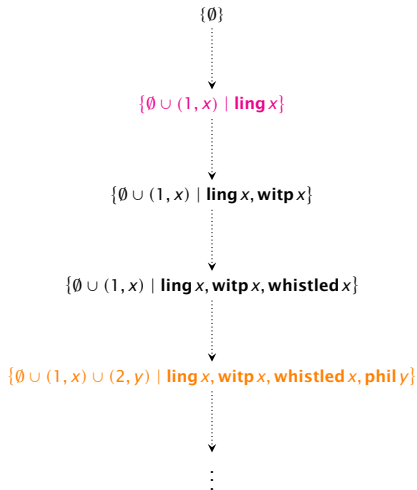 {∅}
{∅ ∪ (1, x) | ling x}
{∅ ∪ (1, x) | ling x, witp x}
{∅ ∪ (1, x) | ling x, witp x, whistled x}
{∅ ∪ (1, x) ∪ (2, y) | ling x, witp x, whistled x, phil y}
⋮